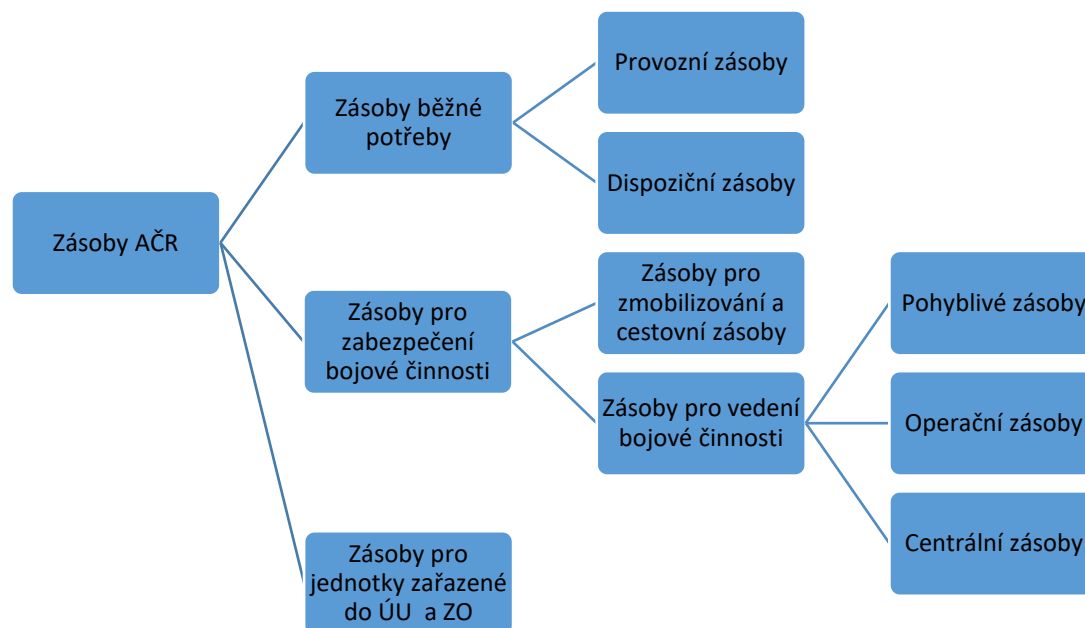 Zásoby AČR
Zásoby běžné
potřeby
Provozní zásoby
Dispoziční zásoby
Zásoby pro
zabezpečení
bojové činnosti
Zásoby pro
zmobilizování a
cestovní zásoby
Zásoby pro vedení
bojové činnosti
Pohyblivé zásoby
Operační zásoby
Centrální zásoby
Zásoby pro
jednotky zařazené
do ÚU a ZO